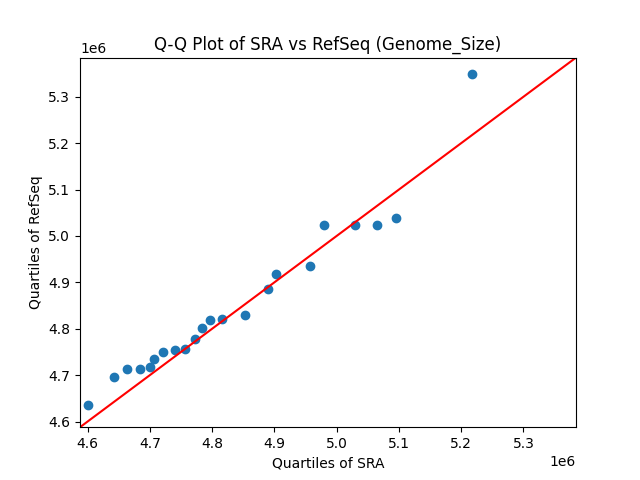 Q-Q Plot of SRA vs RefSeq (Genome_Size)
1e6
5.3
5.2
5.1
5.0
4.9
4.8
4.7
4.6
Quartiles of RefSeq
4.6 4.7 4.8 4.9 5.0 5.1 5.2 5.3
Quartiles of SRA
1e6